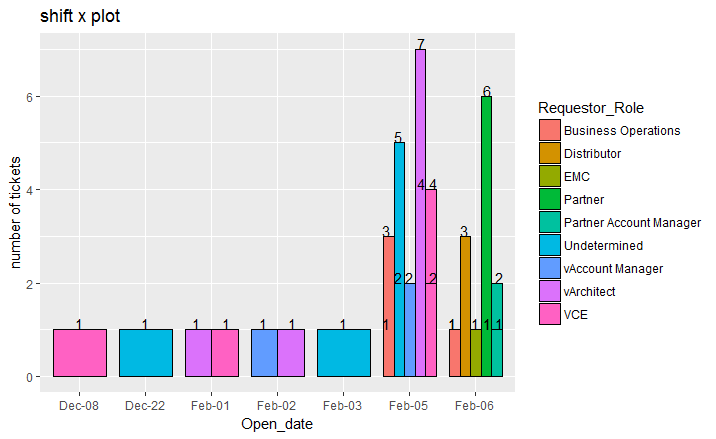 shift x plot
number of tickets
6
4
2
0
1
1
1
1
1
1
1
3
1
5
2
2
7
4
4
2
1
3
1
6
1
2
1
Dec-08
Dec-22
Feb-01
Feb-02
Feb-03
Feb-05
Feb-06
Open_date
Requestor_Role
Business Operations
Distributor
EMC
Partner
Partner Account Manager
Undetermined
vAccount Manager
vArchitect
VCE